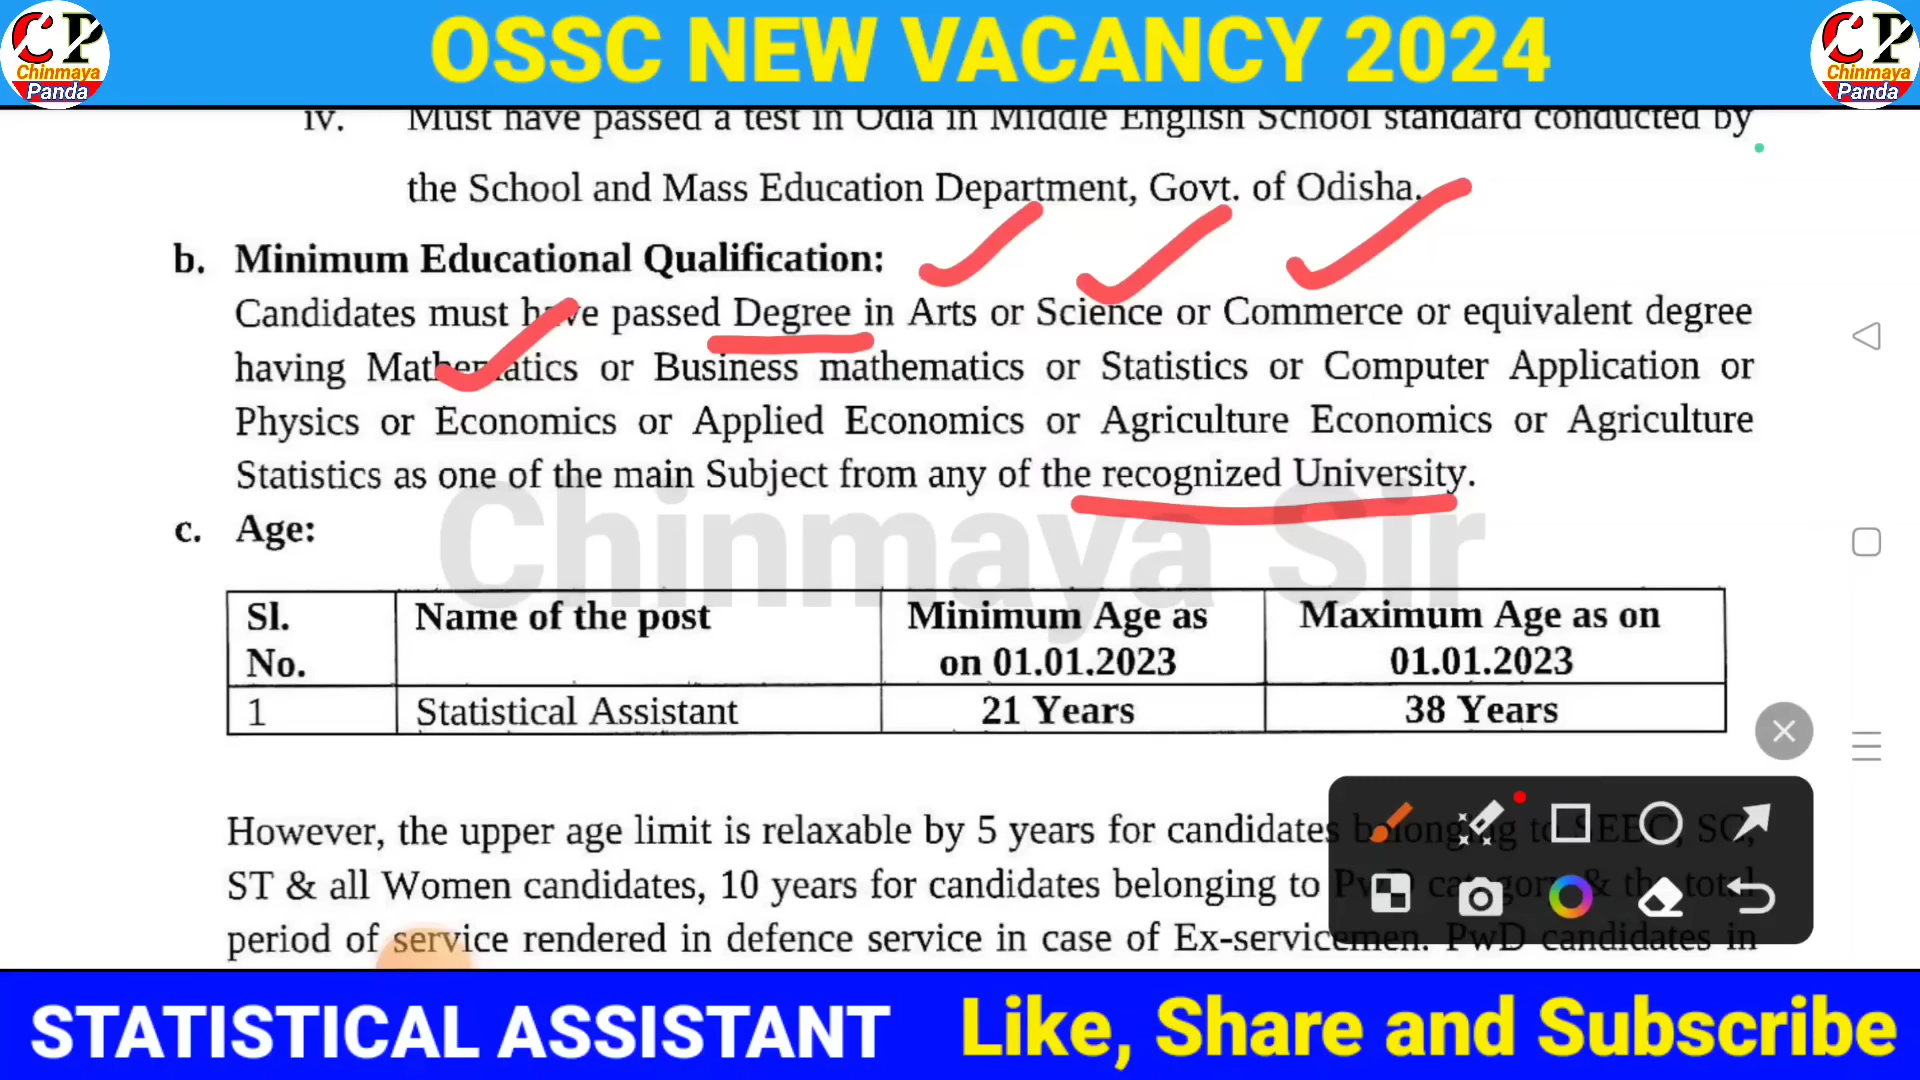 CP
Chinmaya
Panda
OSSC NEW VACANCY 2024
CP
Chinmaya
Panda
iv. Must have passed a test in Odia in Middle English School standard conducted by
the School and Mass Education Department, Govt. of Odisha.
b. Minimum Educational Qualification:
Candidates must have passed Degree in Arts or Science or Commerce or equivalent degree
having Mathematics or Business mathematics or Statistics or Computer Application or
Physics or Economics or Applied Economics or Agriculture Economics or Agriculture
Statistics as one of the main Subject from any of the recognized University.
Chinmaya Sir
c. Age:
Sl. No. Name of the post Minimum Age as on 01.01.2023 Maximum Age as on 01.01.2023
1 Statistical Assistant 21 Years 38 Years
However, the upper age limit is relaxable by 5 years for candidates belonging to SEBC, SC,
ST & all Women candidates, 10 years for candidates belonging to PwD category & the total
period of service rendered in defence service in case of Ex-servicemen. PwD candidates in
STATISTICAL ASSISTANT Like, Share and Subscribe